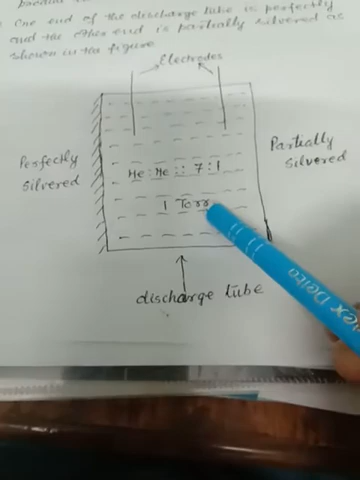 One end of the discharge tube is perfectly
and the other end is partially silvered as
shown in the figure
Electrodes
Perfectly
Silvered
Partially
Silvered
He : Ne :: 7:1
1 Torr
discharge tube